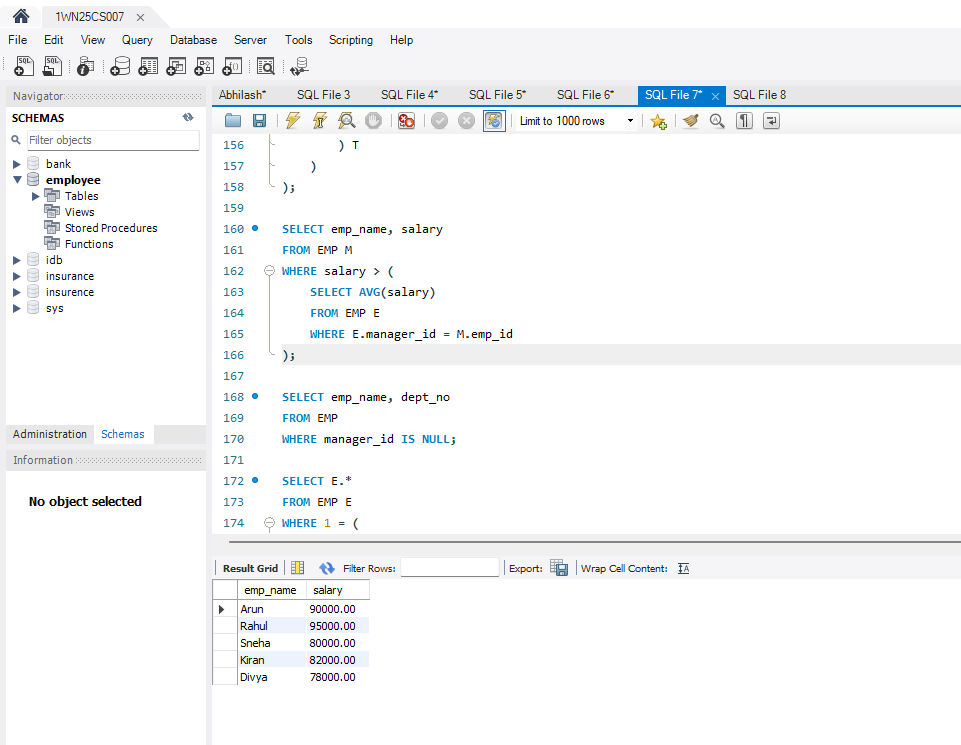 1WN25CS007
File Edit View Query Database Server Tools Scripting Help
Navigator
SCHEMAS
Filter objects
bank
employee
Tables
Views
Stored Procedures
Functions
idb
insurance
insurence
sys
Administration Schemas
Information
No object selected
Abhilash* SQL File 3 SQL File 4* SQL File 5* SQL File 6* SQL File 7* SQL File 8
Limit to 1000 rows
156 ) T
157 )
158 );
159
160 SELECT emp_name, salary
161 FROM EMP M
162 WHERE salary > (
163 SELECT AVG(salary)
164 FROM EMP E
165 WHERE E.manager_id = M.emp_id
166 );
167
168 SELECT emp_name, dept_no
169 FROM EMP
170 WHERE manager_id IS NULL;
171
172 SELECT E.*
173 FROM EMP E
174 WHERE 1 = (
Result Grid Filter Rows: Export: Wrap Cell Content:
emp_name salary
Arun 90000.00
Rahul 95000.00
Sneha 80000.00
Kiran 82000.00
Divya 78000.00